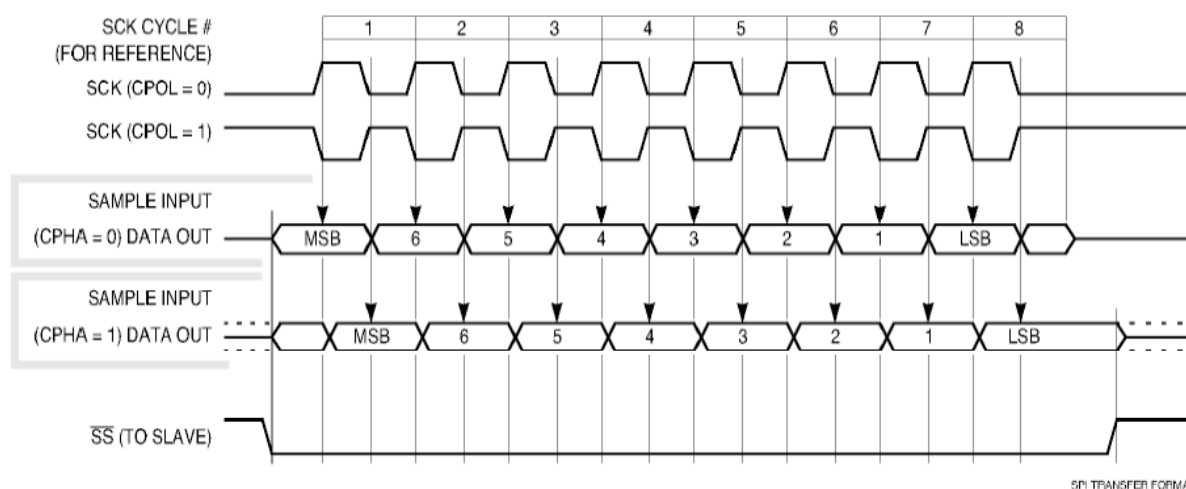 SCK CYCLE # 1 2 3 4 5 6 7 8
(FOR REFERENCE)
SCK (CPOL = 0)
SCK (CPOL = 1)
SAMPLE INPUT
(CPHA = 0) DATA OUT MSB 6 5 4 3 2 1 LSB
SAMPLE INPUT
(CPHA = 1) DATA OUT MSB 6 5 4 3 2 1 LSB
SS (TO SLAVE)
SPI TRANSFER FORMA